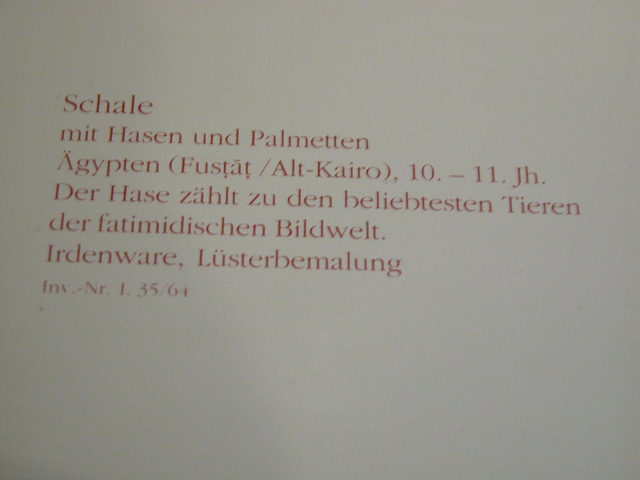 Schale
mit Hasen und Palmetten
Ägypten (Fusṭāṭ /Alt-Kairo), 10. – 11. Jh.
Der Hase zählt zu den beliebtesten Tieren
der fatimidischen Bildwelt.
Irdenware, Lüsterbemalung
Inv.-Nr. I. 35/64